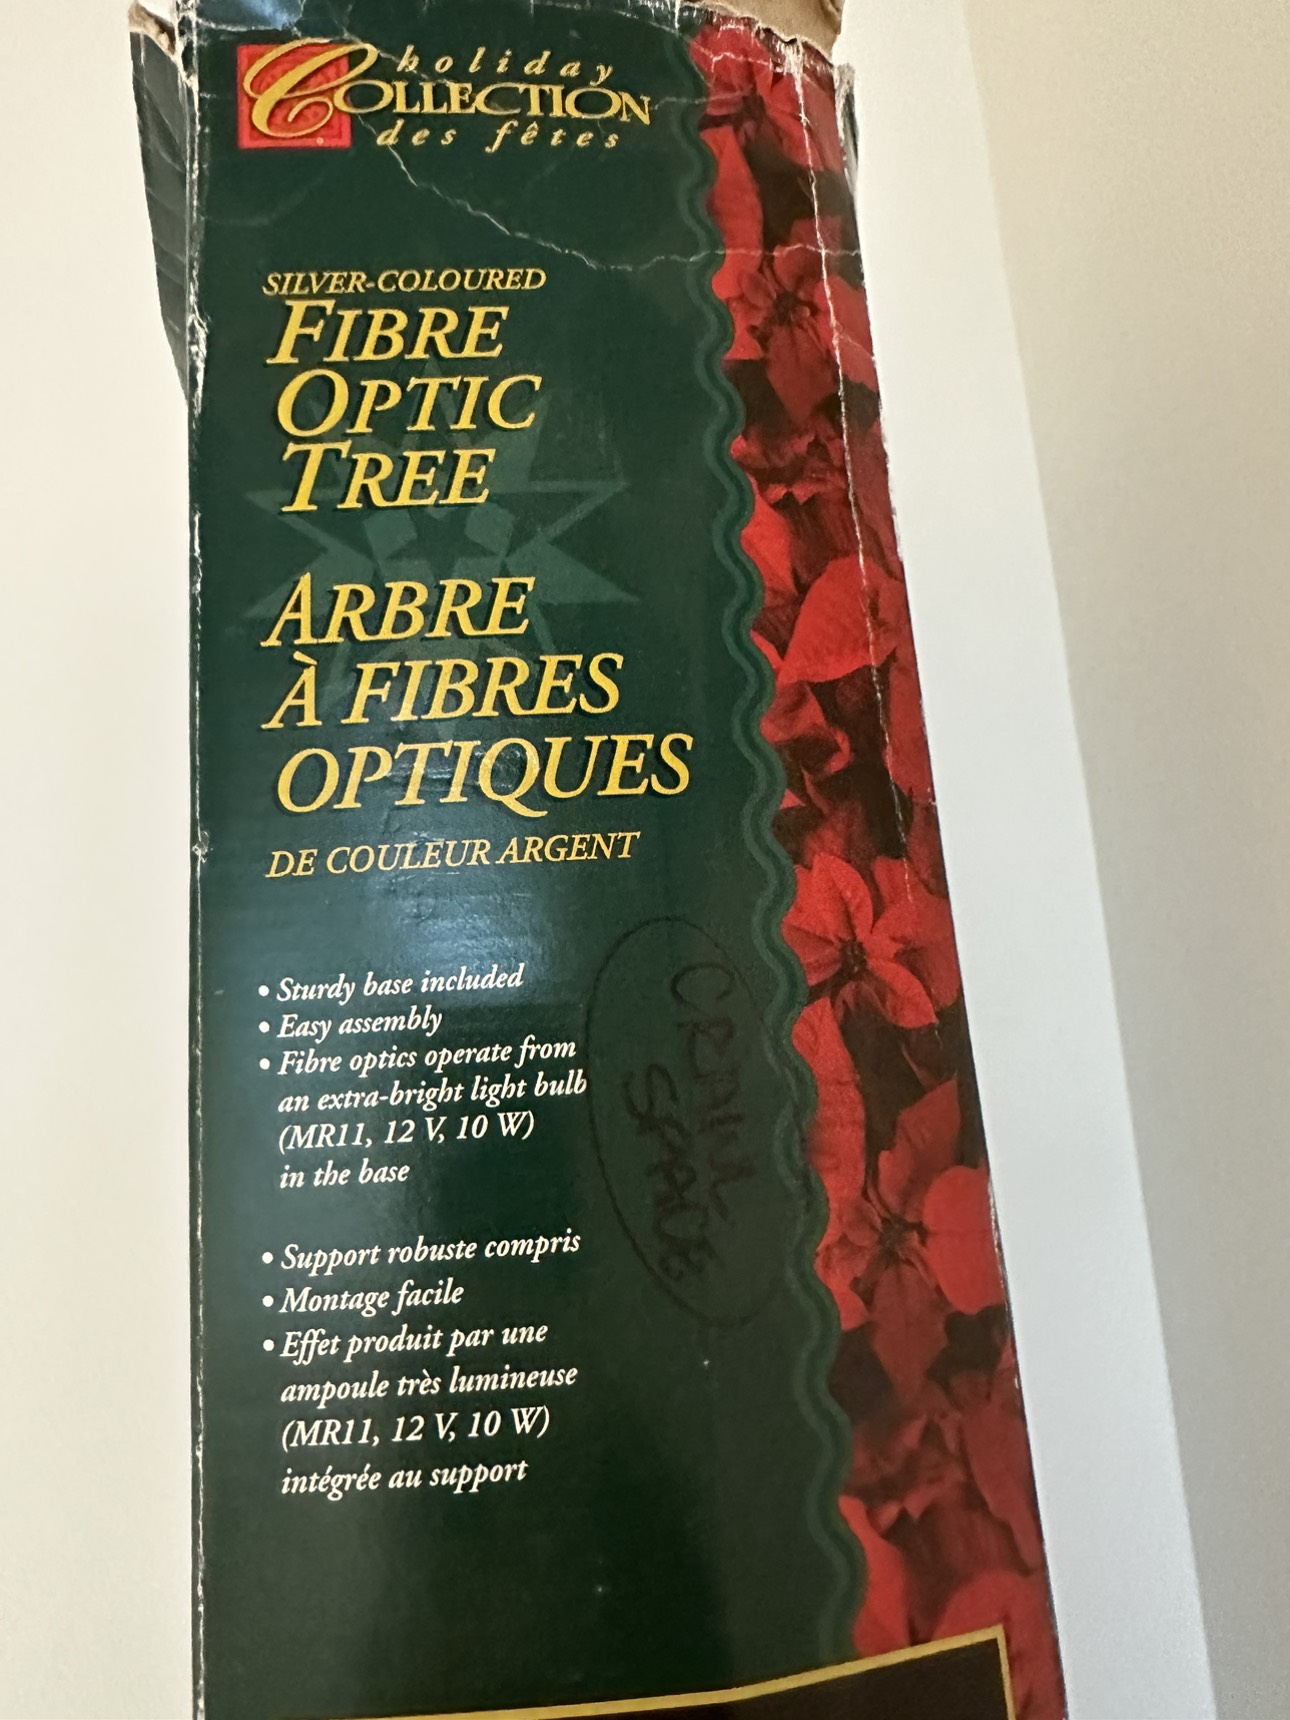 holiday
COLLECTION
des fêtes
SILVER-COLOURED
FIBRE
OPTIC
TREE
ARBRE
À FIBRES
OPTIQUES
DE COULEUR ARGENT
• Sturdy base included
• Easy assembly
• Fibre optics operate from
an extra-bright light bulb
(MR11, 12 V, 10 W)
in the base
• Support robuste compris
• Montage facile
• Effet produit par une
ampoule très lumineuse
(MR11, 12 V, 10 W)
intégrée au support
CRAWL
SPACE